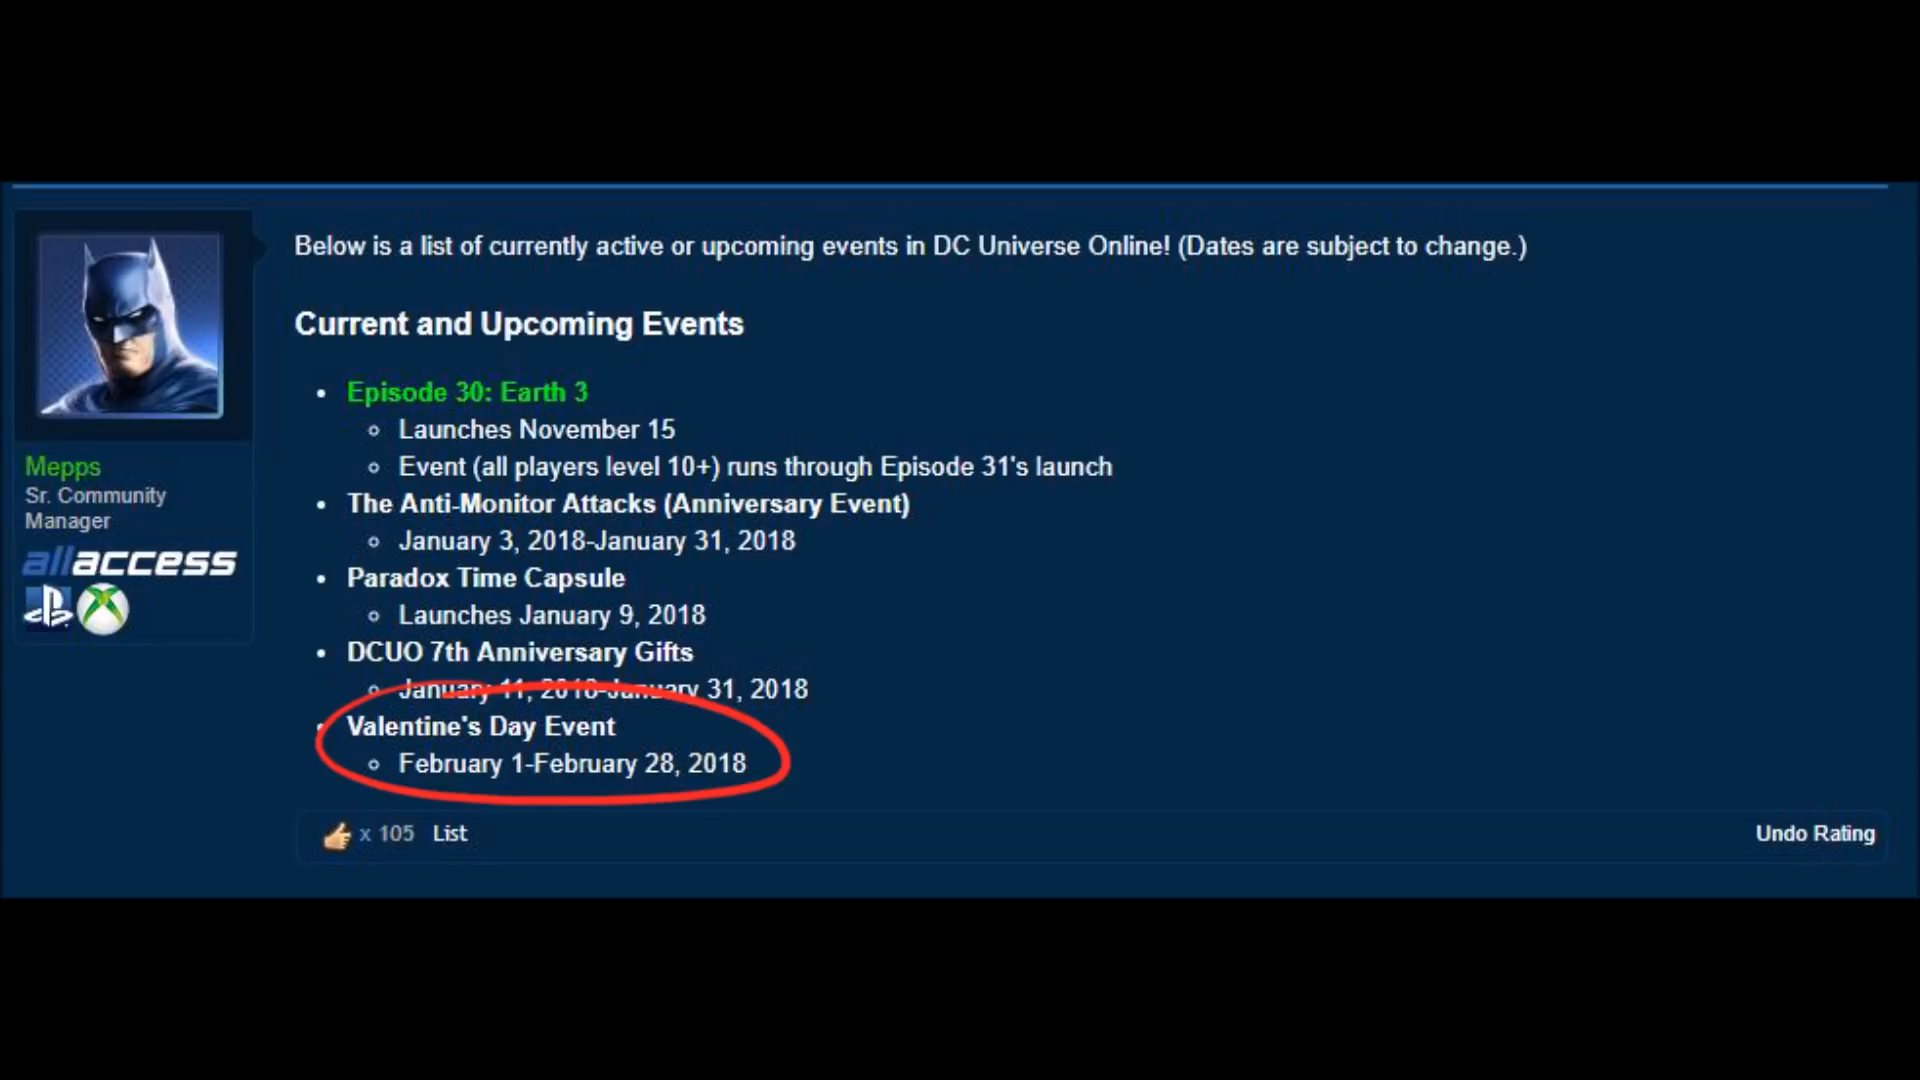 Below is a list of currently active or upcoming events in DC Universe Online! (Dates are subject to change.)
Current and Upcoming Events
Episode 30: Earth 3
Launches November 15
Event (all players level 10+) runs through Episode 31's launch
The Anti-Monitor Attacks (Anniversary Event)
January 3, 2018-January 31, 2018
Paradox Time Capsule
Launches January 9, 2018
DCUO 7th Anniversary Gifts
January 11, 2018-January 31, 2018
Valentine's Day Event
February 1-February 28, 2018
Mepps
Sr. Community
Manager
allaccess
x 105 List
Undo Rating